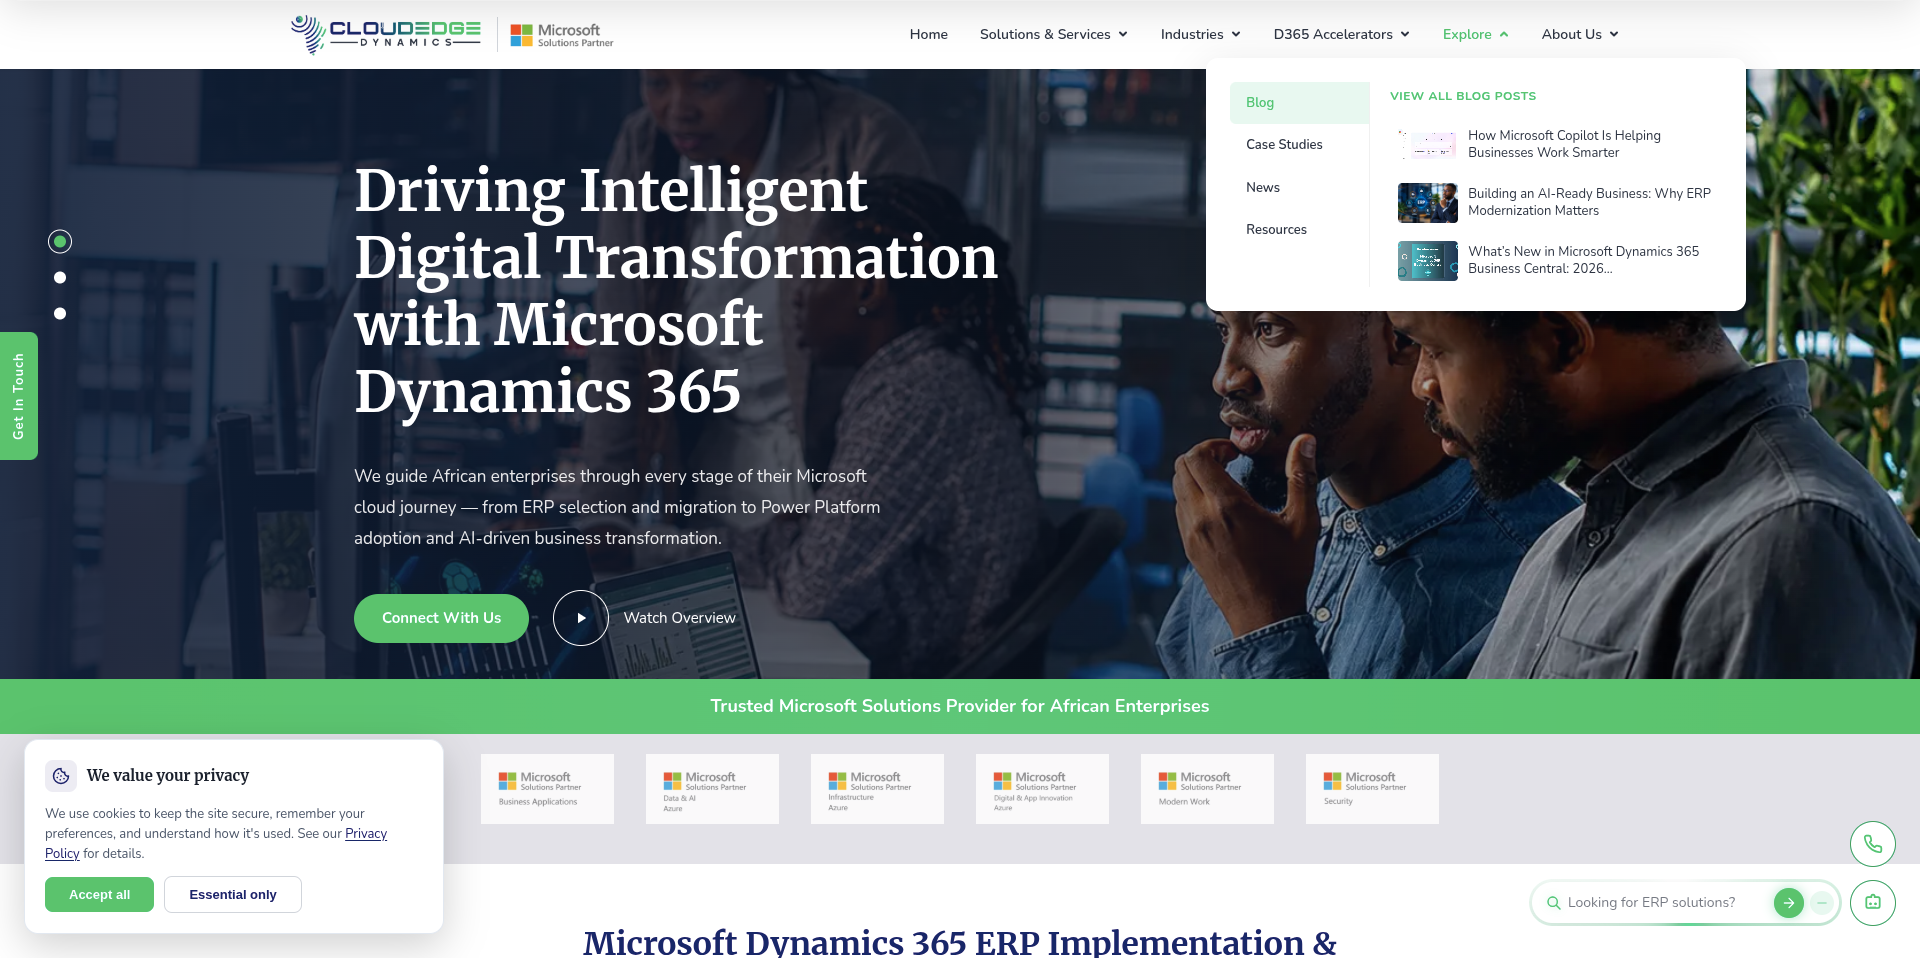 CLOUDEDGE
DYNAMICS
Microsoft
Solutions Partner
Home
Solutions & Services
Industries
D365 Accelerators
Explore
About Us
Blog
Case Studies
News
Resources
VIEW ALL BLOG POSTS
How Microsoft Copilot Is Helping
Businesses Work Smarter
Building an AI-Ready Business: Why ERP
Modernization Matters
What's New in Microsoft Dynamics 365
Business Central: 2026...
Get In Touch
Driving Intelligent
Digital Transformation
with Microsoft
Dynamics 365
We guide African enterprises through every stage of their Microsoft
cloud journey — from ERP selection and migration to Power Platform
adoption and AI-driven business transformation.
Connect With Us
Watch Overview
Trusted Microsoft Solutions Provider for African Enterprises
Microsoft
Solutions Partner
Business Applications
Microsoft
Solutions Partner
Data & AI
Azure
Microsoft
Solutions Partner
Infrastructure
Azure
Microsoft
Solutions Partner
Digital & App Innovation
Azure
Microsoft
Solutions Partner
Modern Work
Microsoft
Solutions Partner
Security
We value your privacy
We use cookies to keep the site secure, remember your
preferences, and understand how it's used. See our Privacy
Policy for details.
Accept all
Essential only
Looking for ERP solutions?
Microsoft Dynamics 365 ERP Implementation &